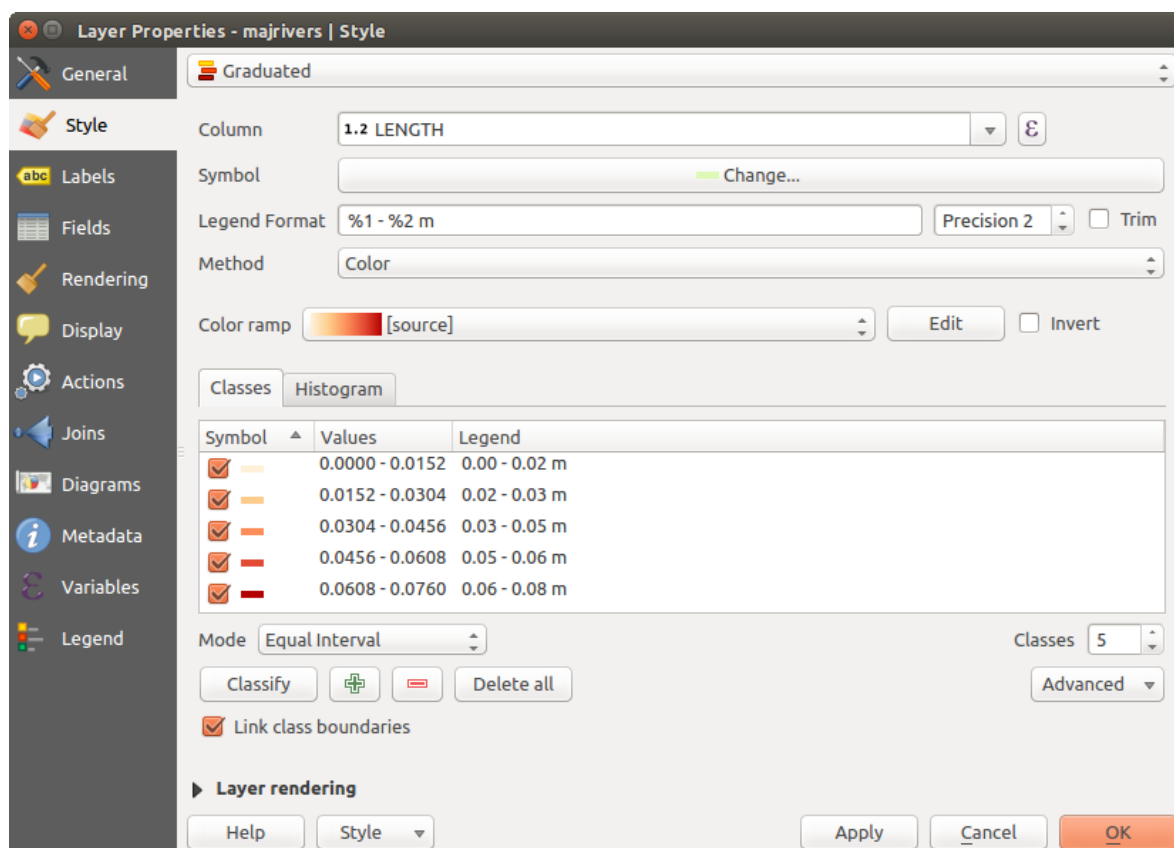 Layer Properties - majrivers | Style
General
Style
abc Labels
Fields
Rendering
Display
Actions
Joins
Diagrams
Metadata
Variables
Legend
Graduated
Column 1.2 LENGTH ε
Symbol Change...
Legend Format %1 - %2 m Precision 2 Trim
Method Color
Color ramp [source] Edit Invert
Classes Histogram
Symbol Values Legend
0.0000 - 0.0152 0.00 - 0.02 m
0.0152 - 0.0304 0.02 - 0.03 m
0.0304 - 0.0456 0.03 - 0.05 m
0.0456 - 0.0608 0.05 - 0.06 m
0.0608 - 0.0760 0.06 - 0.08 m
Mode Equal Interval Classes 5
Classify Delete all Advanced
Link class boundaries
Layer rendering
Help Style Apply Cancel OK